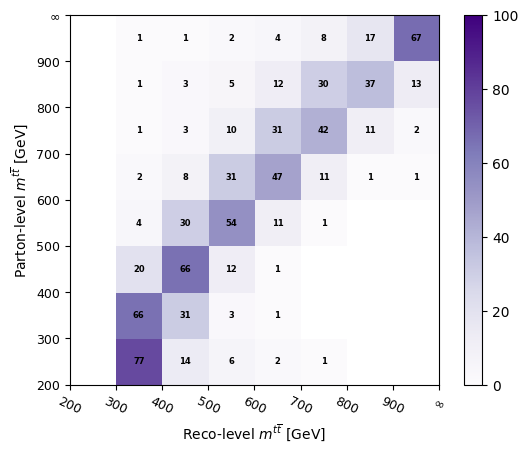 ∞
1 1 2 4 8 17 67
100
900
1 3 5 12 30 37 13
80
800
1 3 10 31 42 11 2
700
60
2 8 31 47 11 1 1
600
4 30 54 11 1
40
500
20 66 12 1
400
20
66 31 3 1
300
77 14 6 2 1
200
0
200 300 400 500 600 700 800 900 ∞
Parton-level m^{tt̅} [GeV]
Reco-level m^{tt̅} [GeV]